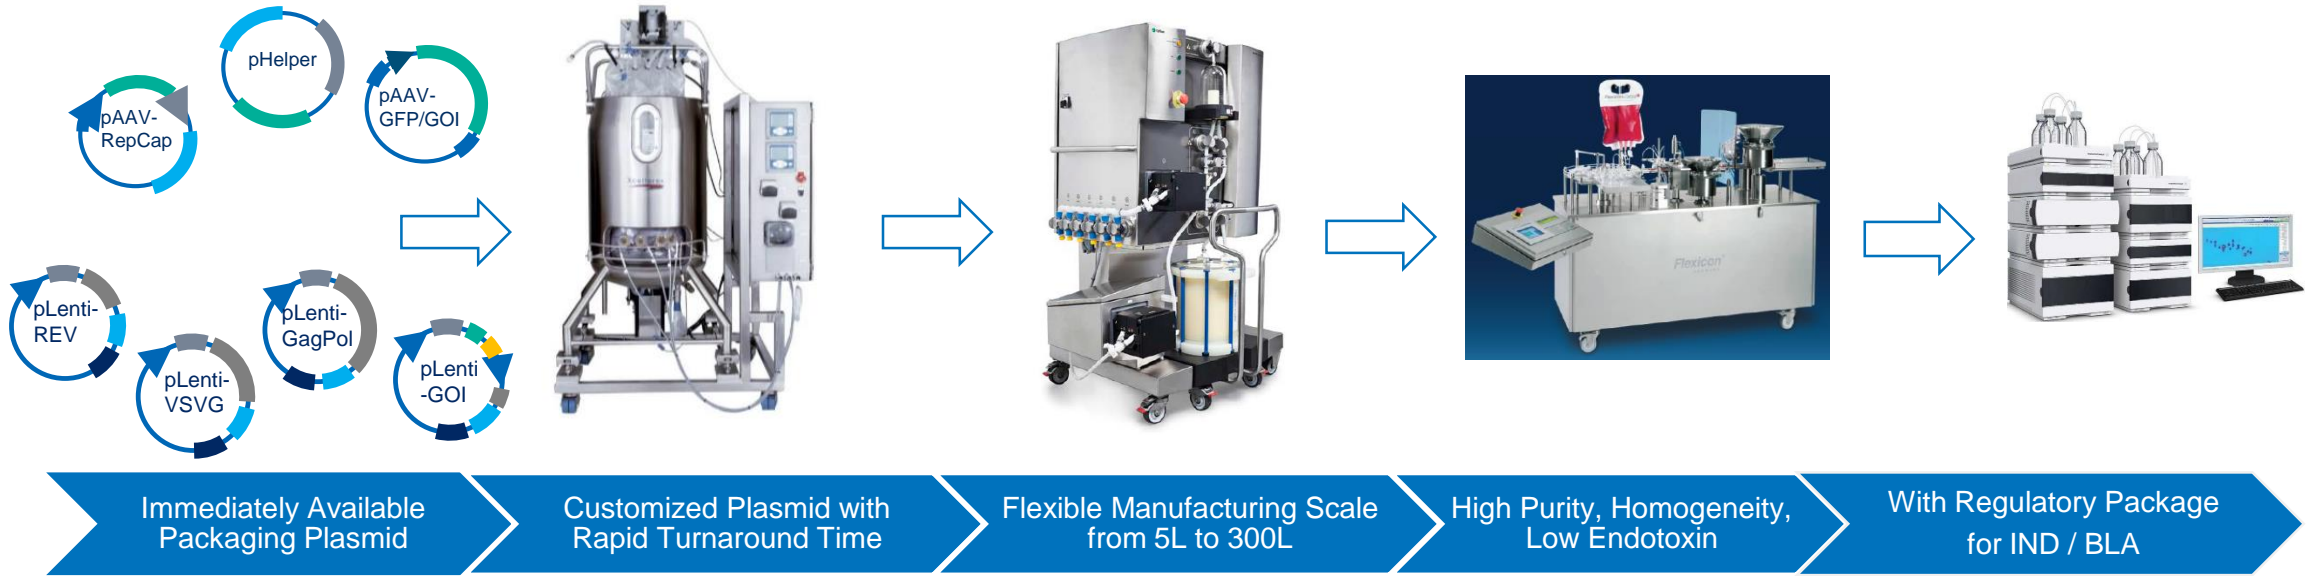 pHelper
pAAV-
GFP/GOI
pAAV-
RepCap
pLenti-
REV
pLenti-
VSVG
pLenti-
GagPol
pLenti
-GOI
Xcellerex
Flexicon
Immediately Available
Packaging Plasmid
Customized Plasmid with
Rapid Turnaround Time
Flexible Manufacturing Scale
from 5L to 300L
High Purity, Homogeneity,
Low Endotoxin
With Regulatory Package
for IND / BLA